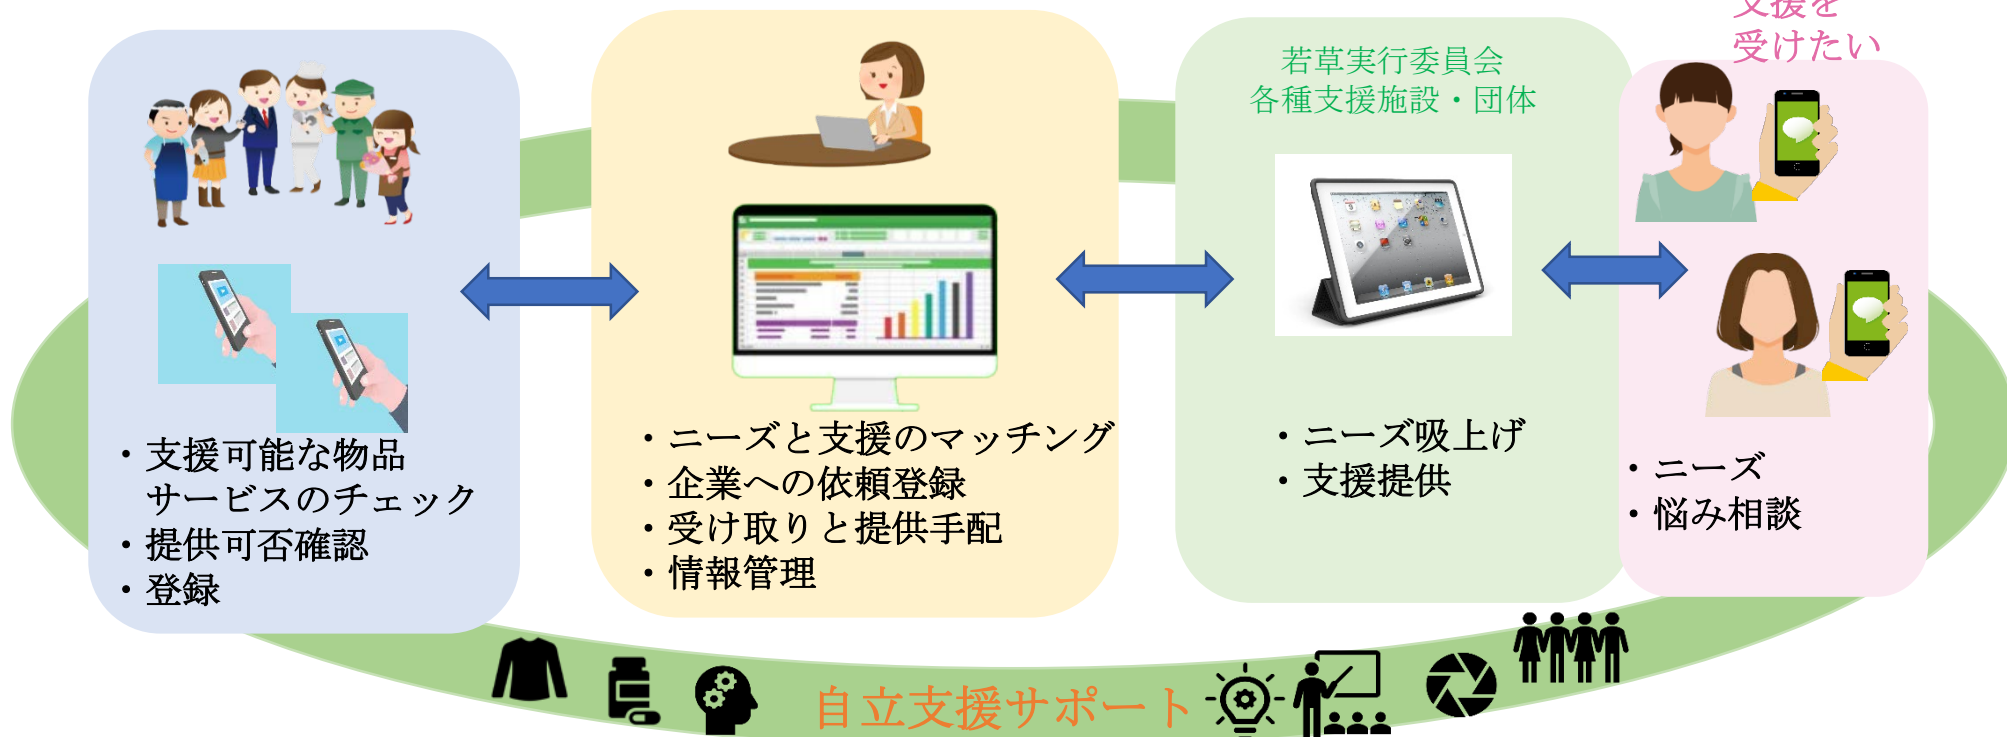 支援を
受けたい
若草実行委員会
各種支援施設・団体
・支援可能な物品
サービスのチェック
・提供可否確認
・登録
・ニーズと支援のマッチング
・企業への依頼登録
・受け取りと提供手配
・情報管理
・ニーズ吸上げ
・支援提供
・ニーズ
・悩み相談
自立支援サポート